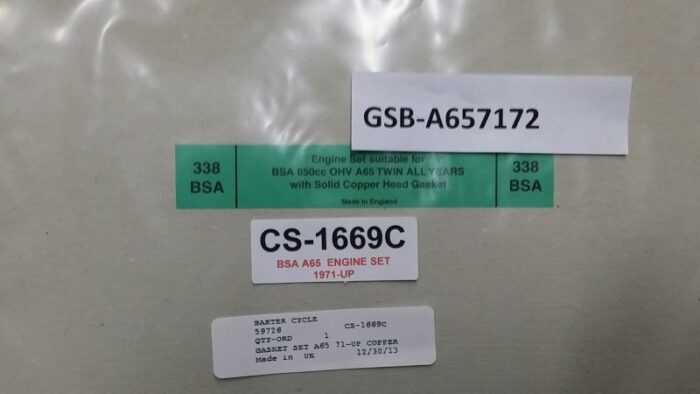 GSB-A657172
338
BSA
Engine Set suitable for
BSA 650cc OHV A65 TWIN ALL YEARS
with Solid Copper Head Gasket
Made in England
338
BSA
CS-1669C
BSA A65 ENGINE SET
1971-UP
BAXTER CYCLE
59726 CS-1669C
QTY-ORD 1
GASKET SET A65 71-UP COPPER
Made in UK 12/30/13